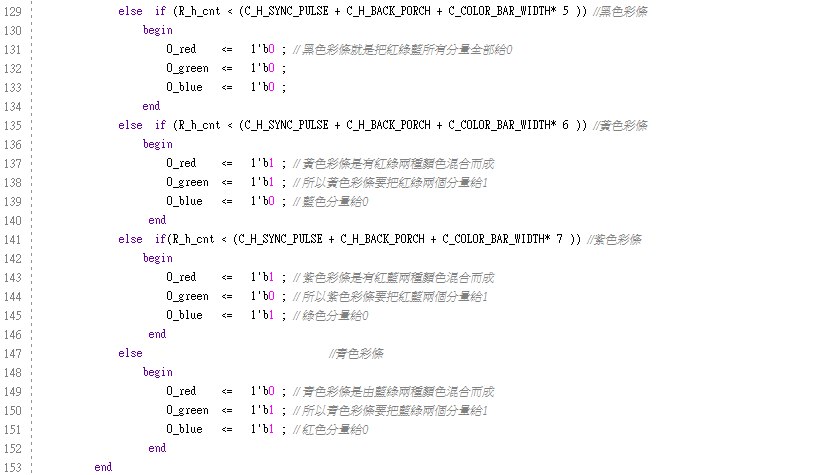 129 else if (R_h_cnt < (C_H_SYNC_PULSE + C_H_BACK_PORCH + C_COLOR_BAR_WIDTH* 5 )) //黑色彩條
130 begin
131 O_red <= 1'b0 ; //黑色彩條就是把紅綠藍所有分量全部给0
132 O_green <= 1'b0 ;
133 O_blue <= 1'b0 ;
134 end
135 else if (R_h_cnt < (C_H_SYNC_PULSE + C_H_BACK_PORCH + C_COLOR_BAR_WIDTH* 6 )) //黃色彩條
136 begin
137 O_red <= 1'b1 ; //黃色彩條是有紅綠兩種顏色混合而成
138 O_green <= 1'b1 ; //所以黃色彩條要把紅綠兩個分量给1
139 O_blue <= 1'b0 ; //藍色分量给0
140 end
141 else if(R_h_cnt < (C_H_SYNC_PULSE + C_H_BACK_PORCH + C_COLOR_BAR_WIDTH* 7 )) //紫色彩條
142 begin
143 O_red <= 1'b1 ; //紫色彩條是有紅藍兩種顏色混合而成
144 O_green <= 1'b0 ; //所以紫色彩條要把紅藍兩個分量给1
145 O_blue <= 1'b1 ; //綠色分量给0
146 end
147 else //青色彩條
148 begin
149 O_red <= 1'b0 ; //青色彩條是由藍綠兩種顏色混合而成
150 O_green <= 1'b1 ; //所以青色彩條要把藍綠兩個分量给1
151 O_blue <= 1'b1 ; //紅色分量给0
152 end
153 end